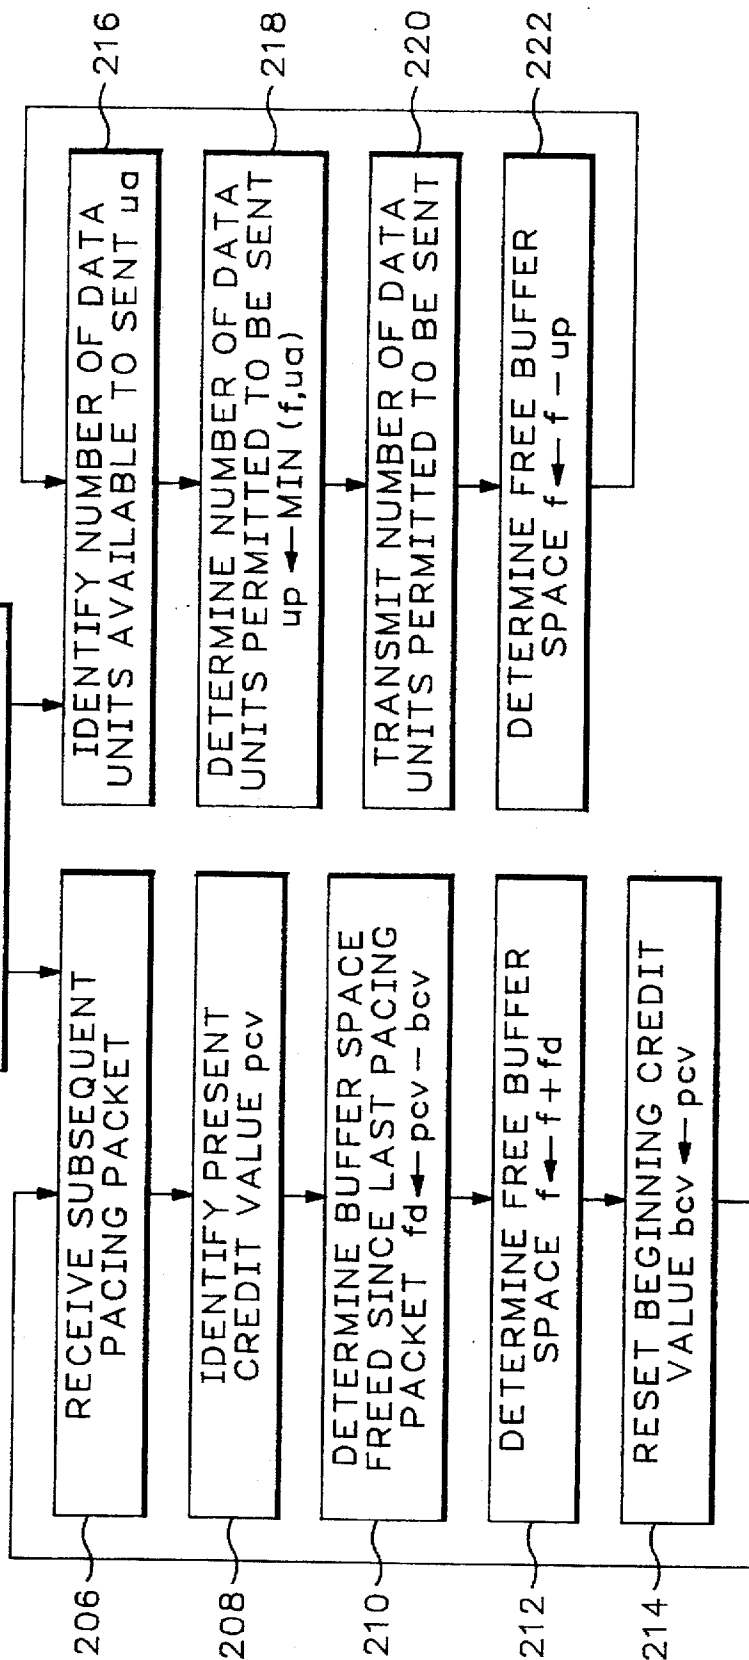 206
RECEIVE SUBSEQUENT
PACING PACKET
208
IDENTIFY PRESENT
CREDIT VALUE pcv
210
DETERMINE BUFFER SPACE
FREED SINCE LAST PACING
PACKET fd ← pcv − bcv
212
DETERMINE FREE BUFFER
SPACE f ← f + fd
214
RESET BEGINNING CREDIT
VALUE bcv ← pcv
IDENTIFY NUMBER OF DATA
UNITS AVAILABLE TO SENT ua
216
DETERMINE NUMBER OF DATA
UNITS PERMITTED TO BE SENT
up ← MIN (f,ua)
218
TRANSMIT NUMBER OF DATA
UNITS PERMITTED TO BE SENT
220
DETERMINE FREE BUFFER
SPACE f ← f − up
222